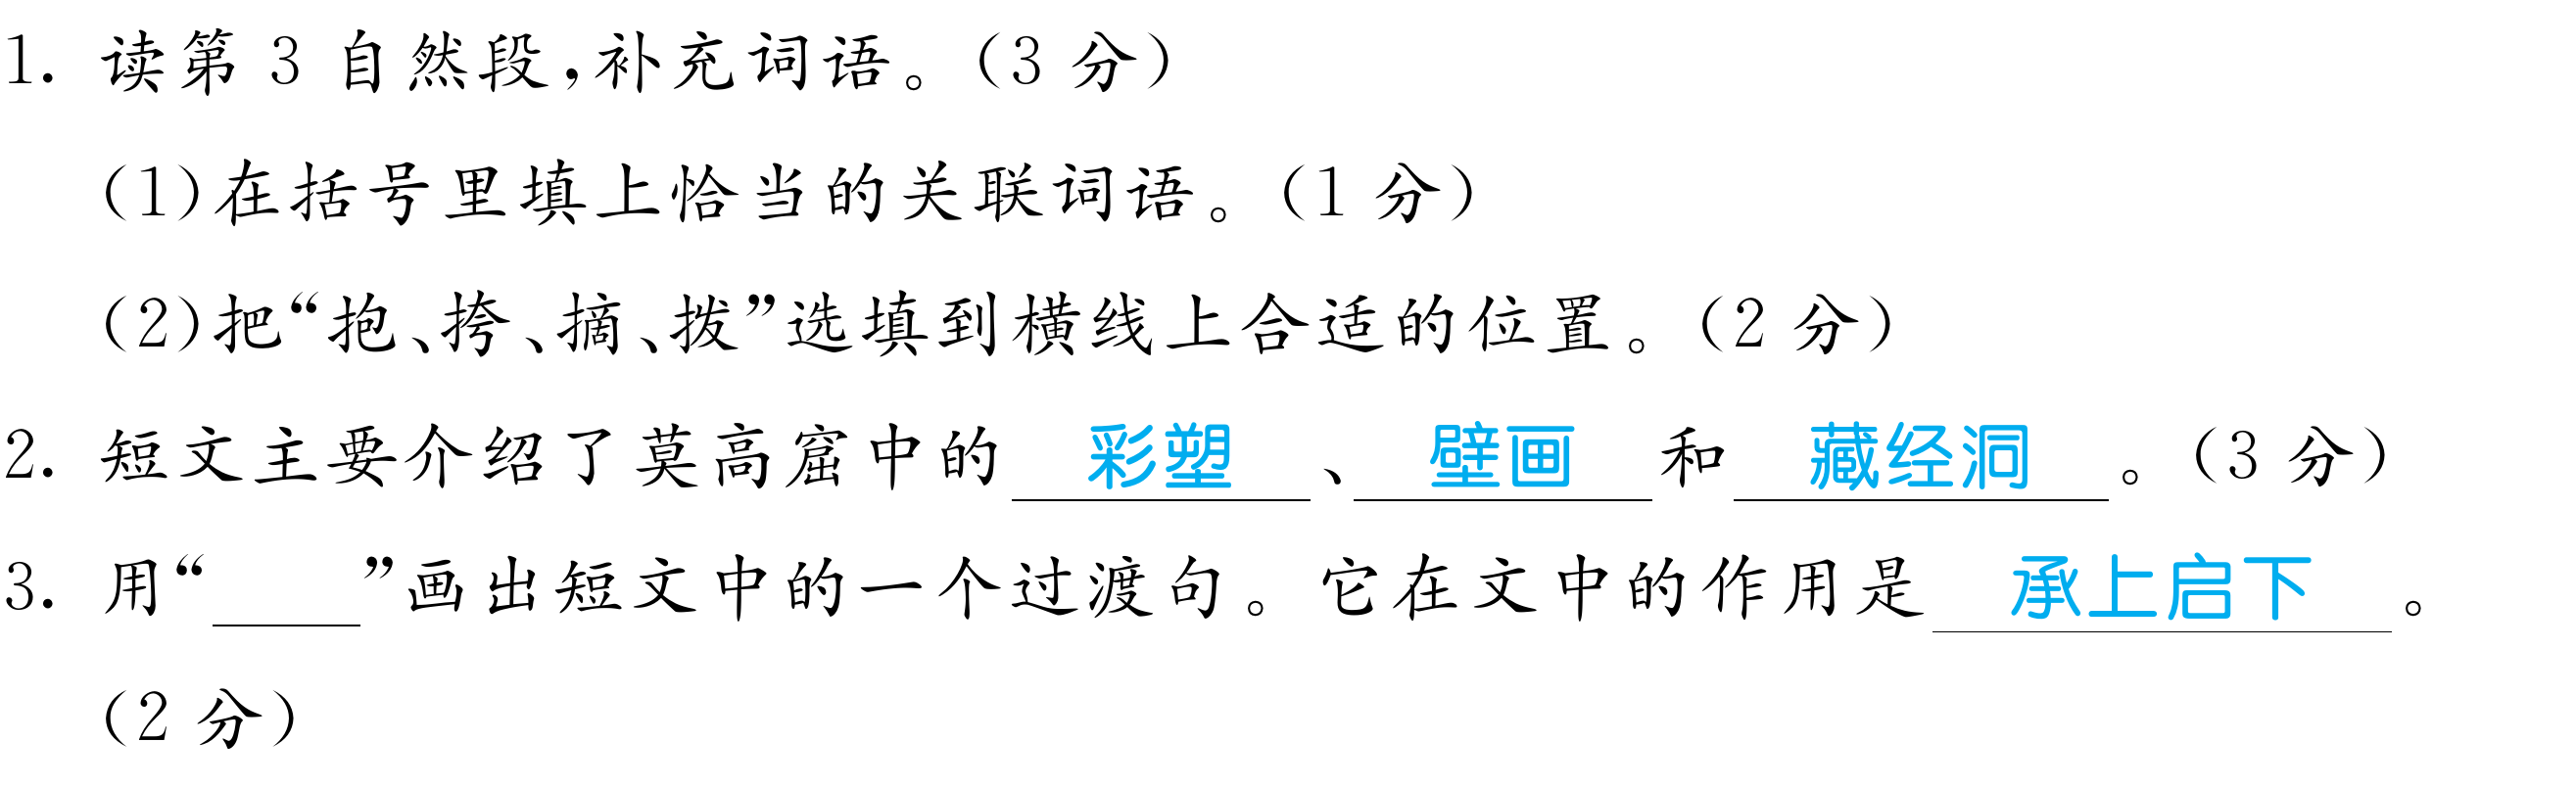 1. 读第 3 自然段,补充词语。(3 分)
(1)在括号里填上恰当的关联词语。(1 分)
(2)把“抱、挎、摘、拨”选填到横线上合适的位置。(2 分)
2. 短文主要介绍了莫高窟中的 彩塑 、 壁画 和 藏经洞 。(3 分)
3. 用“____”画出短文中的一个过渡句。它在文中的作用是 承上启下 。
(2 分)